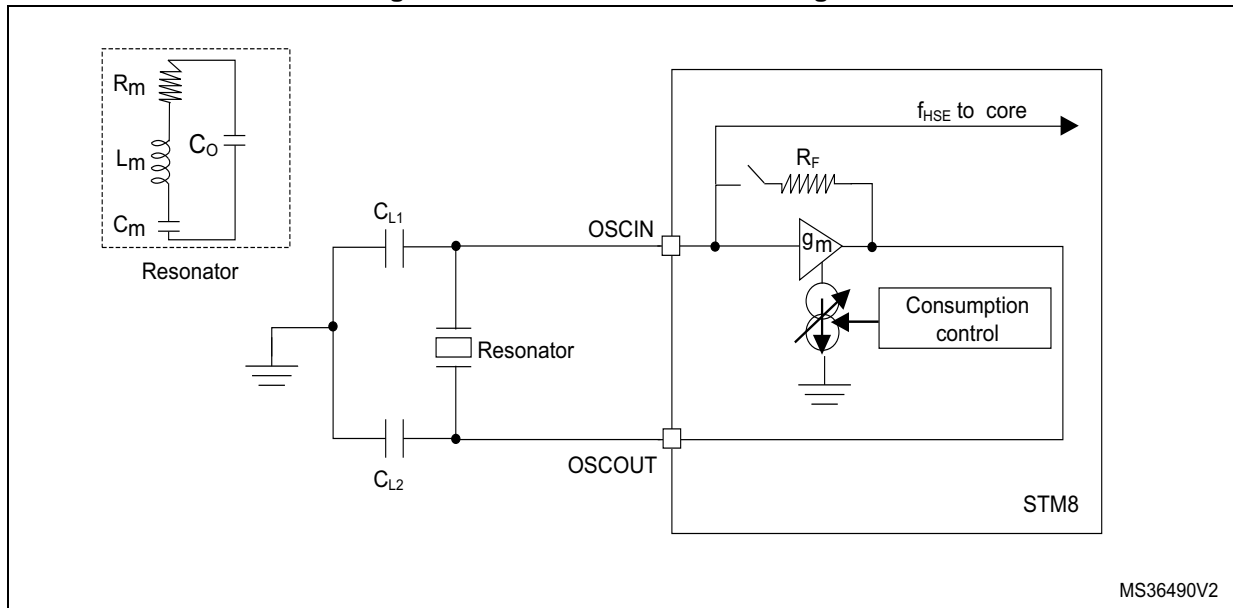 R_m
L_m
C_O
C_m
Resonator
C_L1
C_L2
Resonator
OSCIN
OSCOUT
f_HSE to core
R_F
g_m
Consumption
control
STM8
MS36490V2